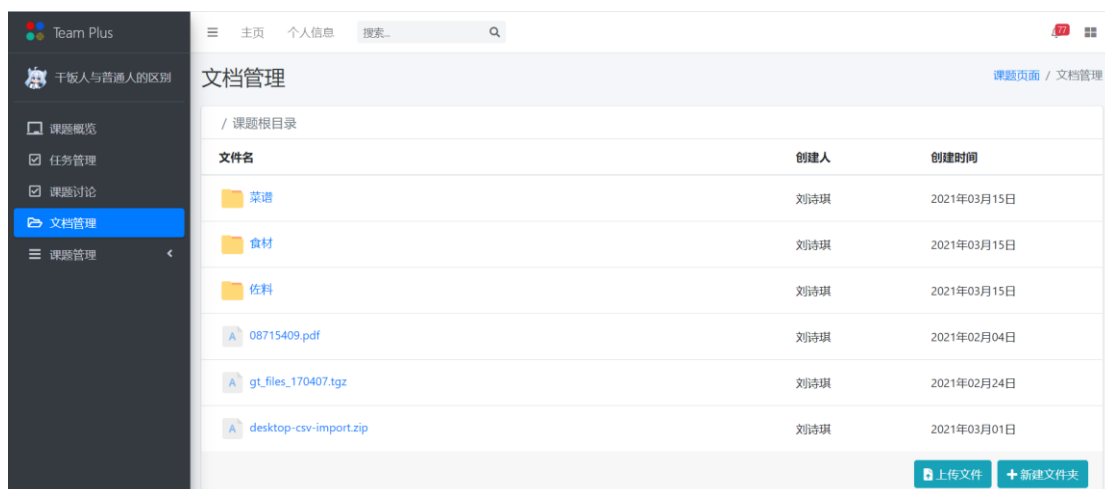 Team Plus
主页 个人信息 搜索... 77
干饭人与普通人的区别
文档管理 课题页面 / 文档管理
/ 课题根目录
课题概览
任务管理
课题讨论
文档管理
课题管理
文件名 创建人 创建时间
菜谱 刘诗琪 2021年03月15日
食材 刘诗琪 2021年03月15日
佐料 刘诗琪 2021年03月15日
A 08715409.pdf 刘诗琪 2021年02月04日
A gt_files_170407.tgz 刘诗琪 2021年02月24日
A desktop-csv-import.zip 刘诗琪 2021年03月01日
上传文件 新建文件夹